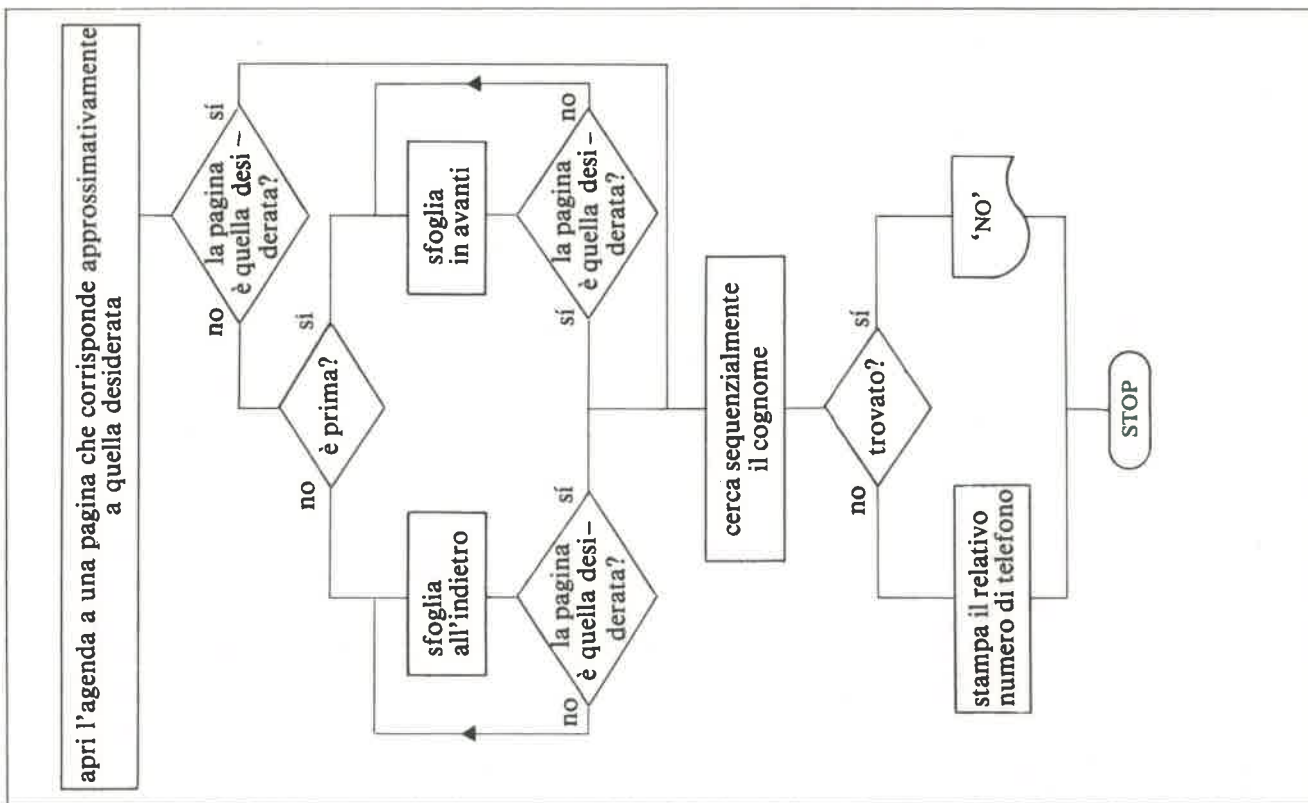 apri l'agenda a una pagina che corrisponde approssimativamente
a quella desiderata
la pagina
è quella desi –
derata?
no
sí
è prima?
no
si
sfoglia
all'indietro
sfoglia
in avanti
la pagina
è quella desi–
derata?
no
sí
la pagina
è quella desi –
derata?
sí
no
cerca sequenzialmente
il cognome
trovato?
no
sí
stampa il relativo
numero di telefono
'NO'
STOP